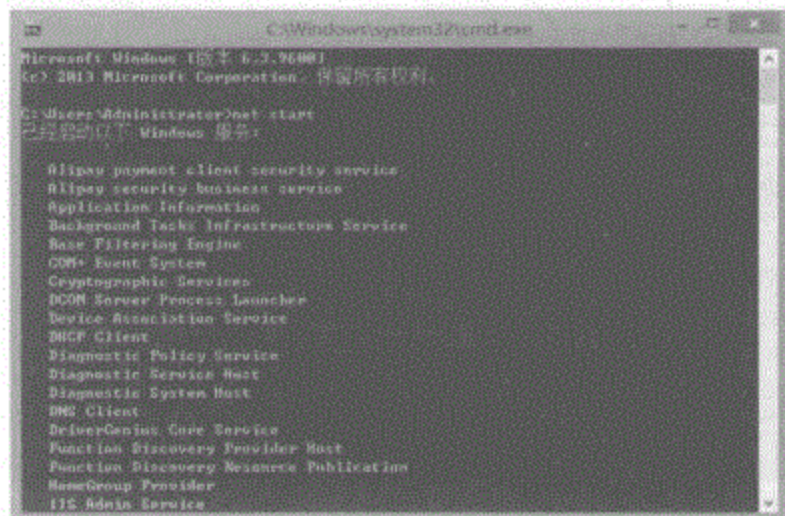 C:\Windows\system32\cmd.exe
Microsoft Windows [版本 6.3.9600]
(c) 2013 Microsoft Corporation。保留所有权利。
C:\Users\Administrator>net start
已经启动以下 Windows 服务:
Alipay payment client security service
Alipay security business service
Application Information
Background Tasks Infrastructure Service
Base Filtering Engine
COM+ Event System
Cryptographic Services
DCOM Server Process Launcher
Device Association Service
DHCP Client
Diagnostic Policy Service
Diagnostic Service Host
Diagnostic System Host
DNS Client
DriverGenius Core Service
Function Discovery Provider Host
Function Discovery Resource Publication
HomeGroup Provider
IIS Admin Service